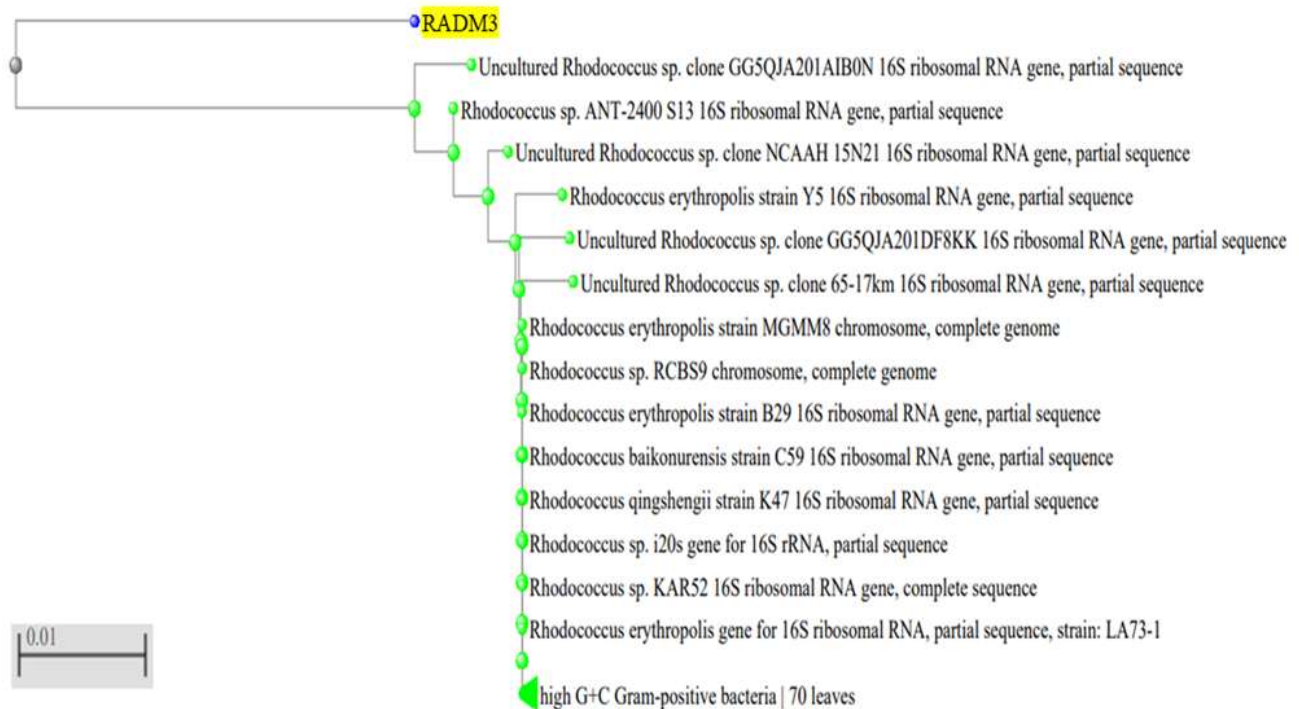 RADM3
Uncultured Rhodococcus sp. clone GG5QJA201AIB0N 16S ribosomal RNA gene, partial sequence
Rhodococcus sp. ANT-2400 S13 16S ribosomal RNA gene, partial sequence
Uncultured Rhodococcus sp. clone NCAAH 15N21 16S ribosomal RNA gene, partial sequence
Rhodococcus erythropolis strain Y5 16S ribosomal RNA gene, partial sequence
Uncultured Rhodococcus sp. clone GG5QJA201DF8KK 16S ribosomal RNA gene, partial sequence
Uncultured Rhodococcus sp. clone 65-17km 16S ribosomal RNA gene, partial sequence
Rhodococcus erythropolis strain MGMM8 chromosome, complete genome
Rhodococcus sp. RCBS9 chromosome, complete genome
Rhodococcus erythropolis strain B29 16S ribosomal RNA gene, partial sequence
Rhodococcus baikonurensis strain C59 16S ribosomal RNA gene, partial sequence
Rhodococcus qingshengii strain K47 16S ribosomal RNA gene, partial sequence
Rhodococcus sp. i20s gene for 16S rRNA, partial sequence
Rhodococcus sp. KAR52 16S ribosomal RNA gene, complete sequence
Rhodococcus erythropolis gene for 16S ribosomal RNA, partial sequence, strain: LA73-1
high G+C Gram-positive bacteria | 70 leaves
0.01